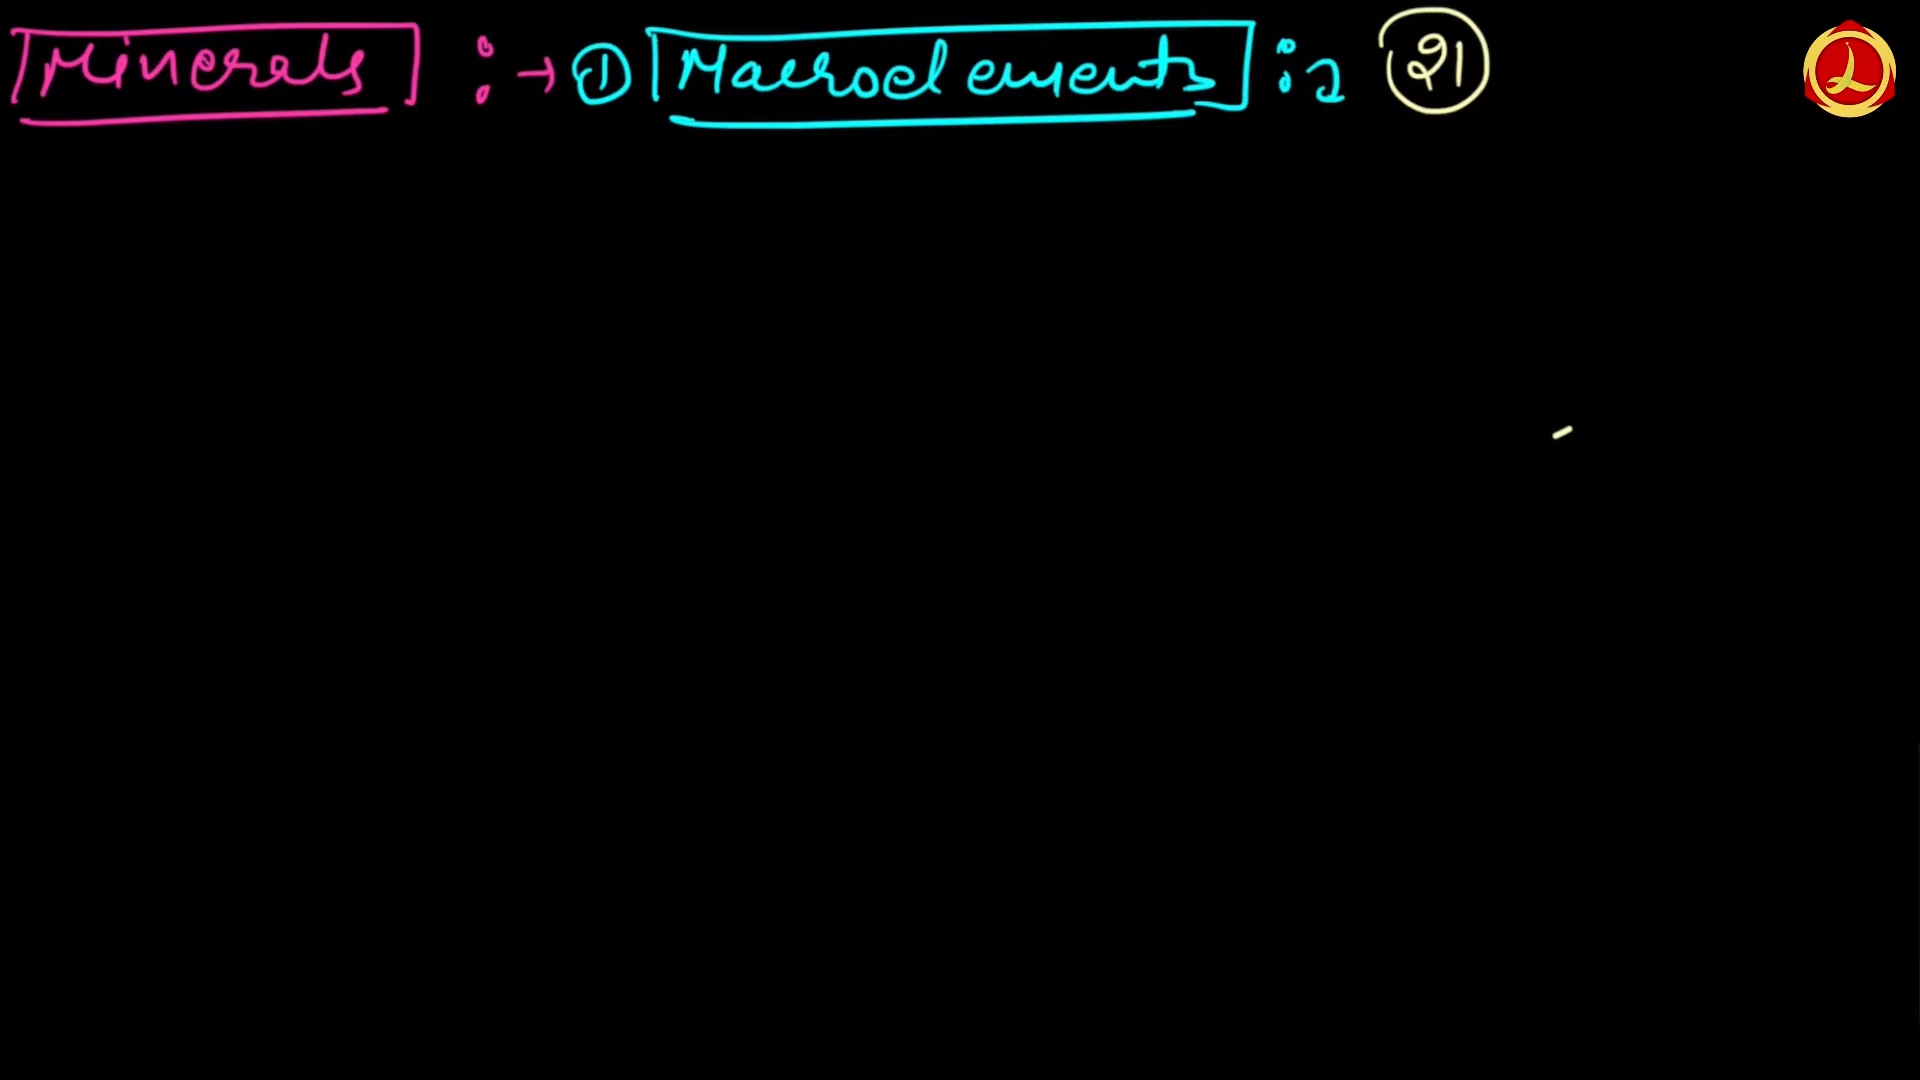 Minerals :→ ① Macroelements :→ श